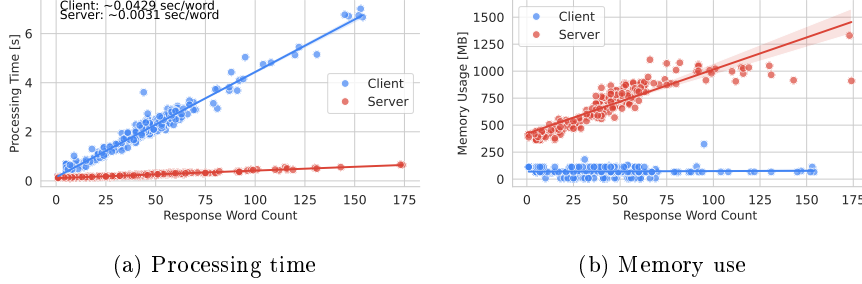 Client: ~0.0429 sec/word
Server: ~0.0031 sec/word
Processing Time [s]
6
4
2
0
Client
Server
0 25 50 75 100 125 150 175
Response Word Count
(a) Processing time
Memory Usage [MB]
1500
1250
1000
750
500
250
0
Client
Server
0 25 50 75 100 125 150 175
Response Word Count
(b) Memory use